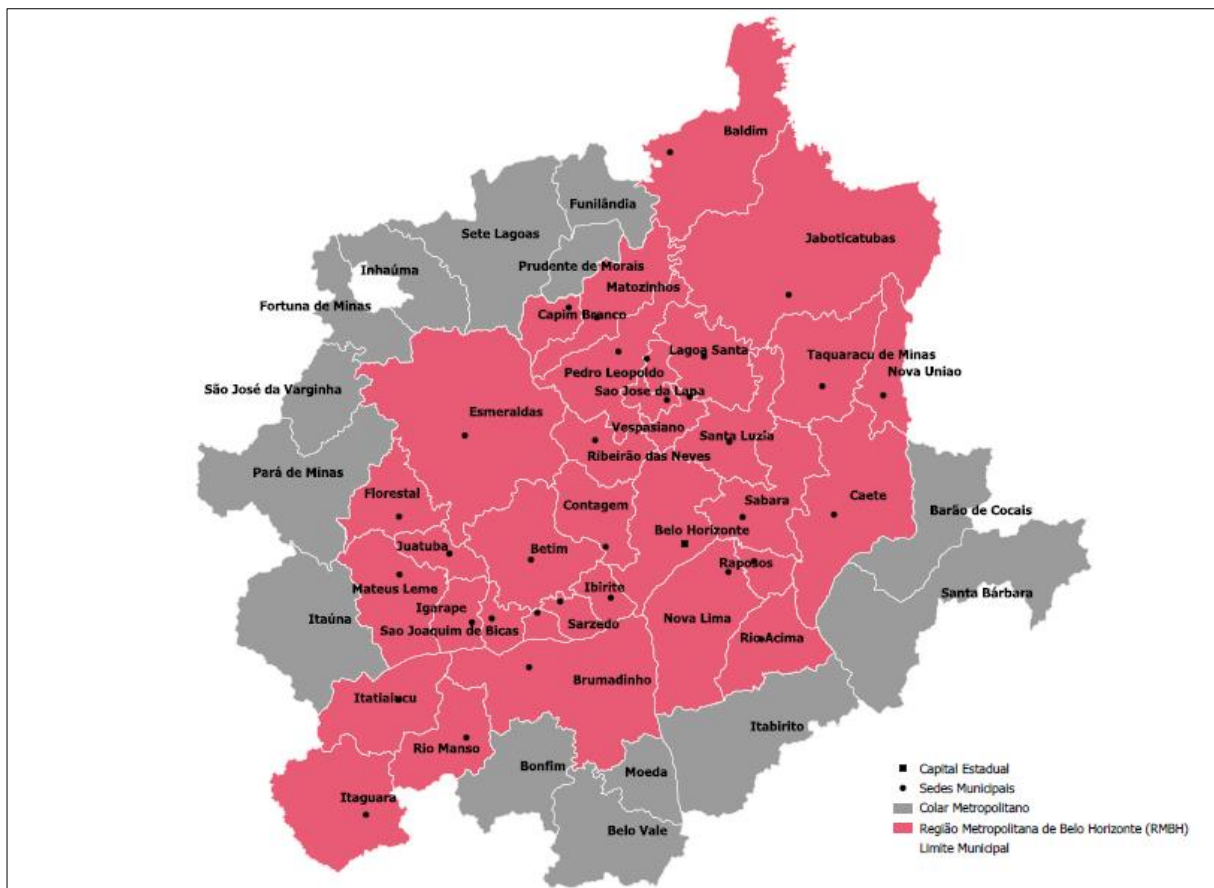 Baldim
Funilândia
Sete Lagoas
Jaboticatubas
Prudente de Morais
Inhaúma
Matozinhos
Fortuna de Minas
Capim Branco
Lagoa Santa
Taquaracu de Minas
Pedro Leopoldo
Nova Uniao
São José da Varginha
Sao Jose da Lapa
Esmeraldas
Vespasiano
Santa Luzia
Ribeirão das Neves
Pará de Minas
Florestal
Contagem
Sabara
Caete
Barão de Cocais
Belo Horizonte
Juatuba
Betim
Raposos
Mateus Leme
Ibirite
Santa Bárbara
Igarape
Itaúna
Nova Lima
Sarzedo
Sao Joaquim de Bicas
Rio Acima
Brumadinho
Itatiaiucu
Itabirito
Rio Manso
Bonfim
Moeda
Itaguara
Belo Vale
Capital Estadual
Sedes Municipais
Colar Metropolitano
Região Metropolitana de Belo Horizonte (RMBH)
Limite Municipal